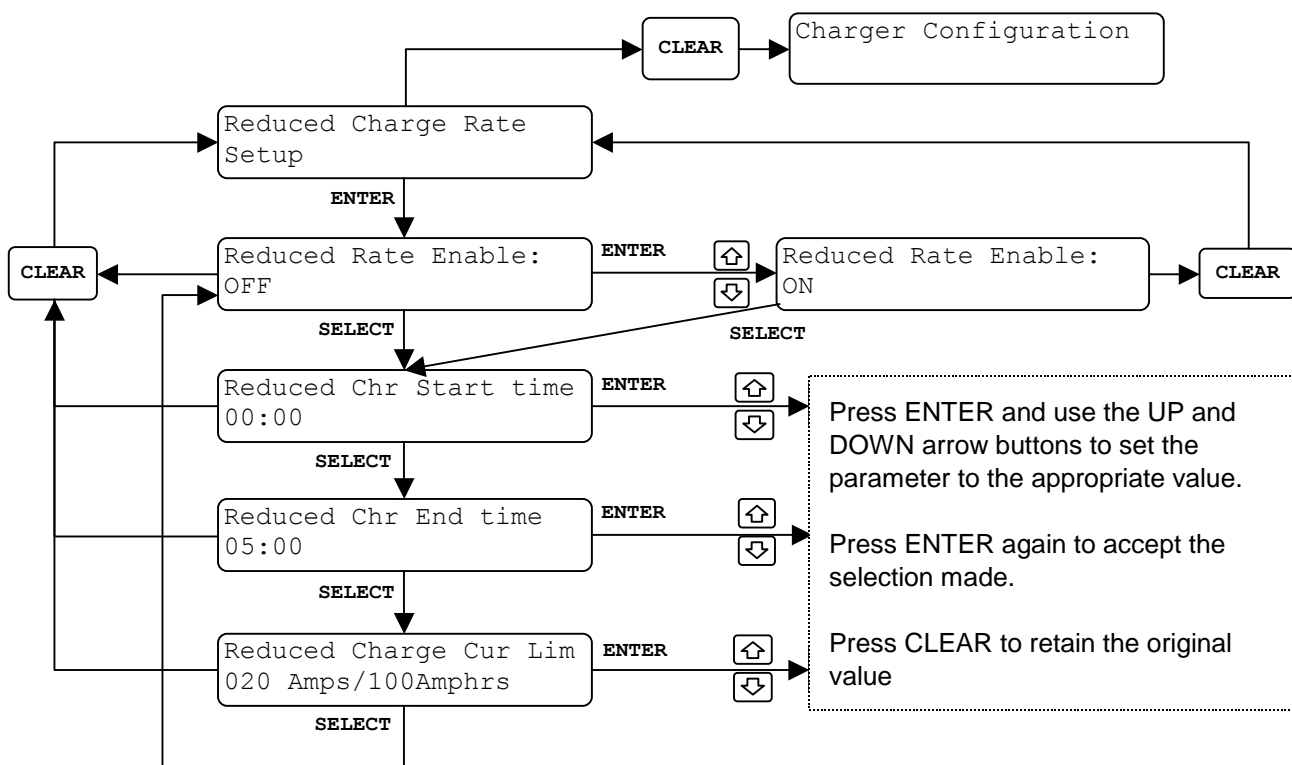 CLEAR
Charger Configuration
Reduced Charge Rate
Setup
ENTER
CLEAR
Reduced Rate Enable:
OFF
ENTER
Reduced Rate Enable:
ON
CLEAR
SELECT
SELECT
Reduced Chr Start time
00:00
ENTER
SELECT
Reduced Chr End time
05:00
ENTER
SELECT
Reduced Charge Cur Lim
020 Amps/100Amphrs
ENTER
SELECT
Press ENTER and use the UP and
DOWN arrow buttons to set the
parameter to the appropriate value.
Press ENTER again to accept the
selection made.
Press CLEAR to retain the original
value